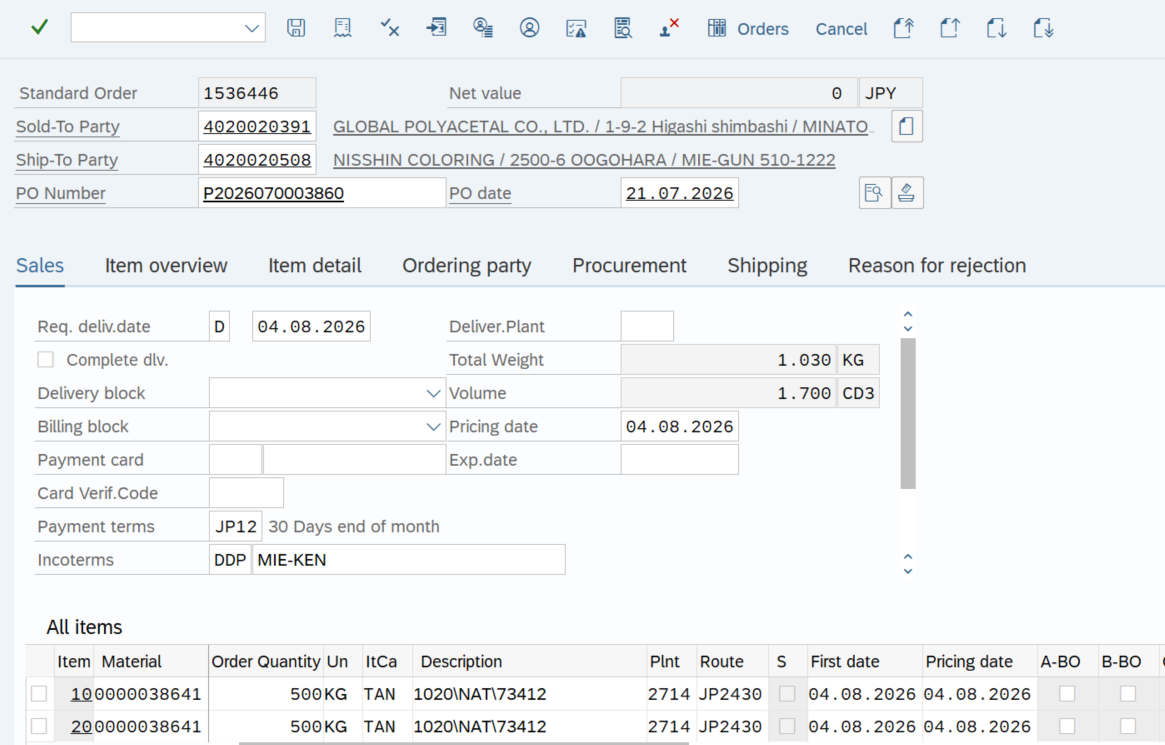 Orders Cancel
Standard Order 1536446 Net value 0 JPY
Sold-To Party 4020020391 GLOBAL POLYACETAL CO., LTD. / 1-9-2 Higashi shimbashi / MINATO..
Ship-To Party 4020020508 NISSHIN COLORING / 2500-6 OOGOHARA / MIE-GUN 510-1222
PO Number P2026070003860 PO date 21.07.2026
Sales Item overview Item detail Ordering party Procurement Shipping Reason for rejection
Req. deliv.date D 04.08.2026 Deliver.Plant
Complete dlv. Total Weight 1.030 KG
Delivery block Volume 1.700 CD3
Billing block Pricing date 04.08.2026
Payment card Exp.date
Card Verif.Code
Payment terms JP12 30 Days end of month
Incoterms DDP MIE-KEN
All items
Item Material Order Quantity Un ItCa Description Plnt Route S First date Pricing date A-BO B-BO
10 0000038641 500 KG TAN 1020\NAT\73412 2714 JP2430 04.08.2026 04.08.2026
20 0000038641 500 KG TAN 1020\NAT\73412 2714 JP2430 04.08.2026 04.08.2026